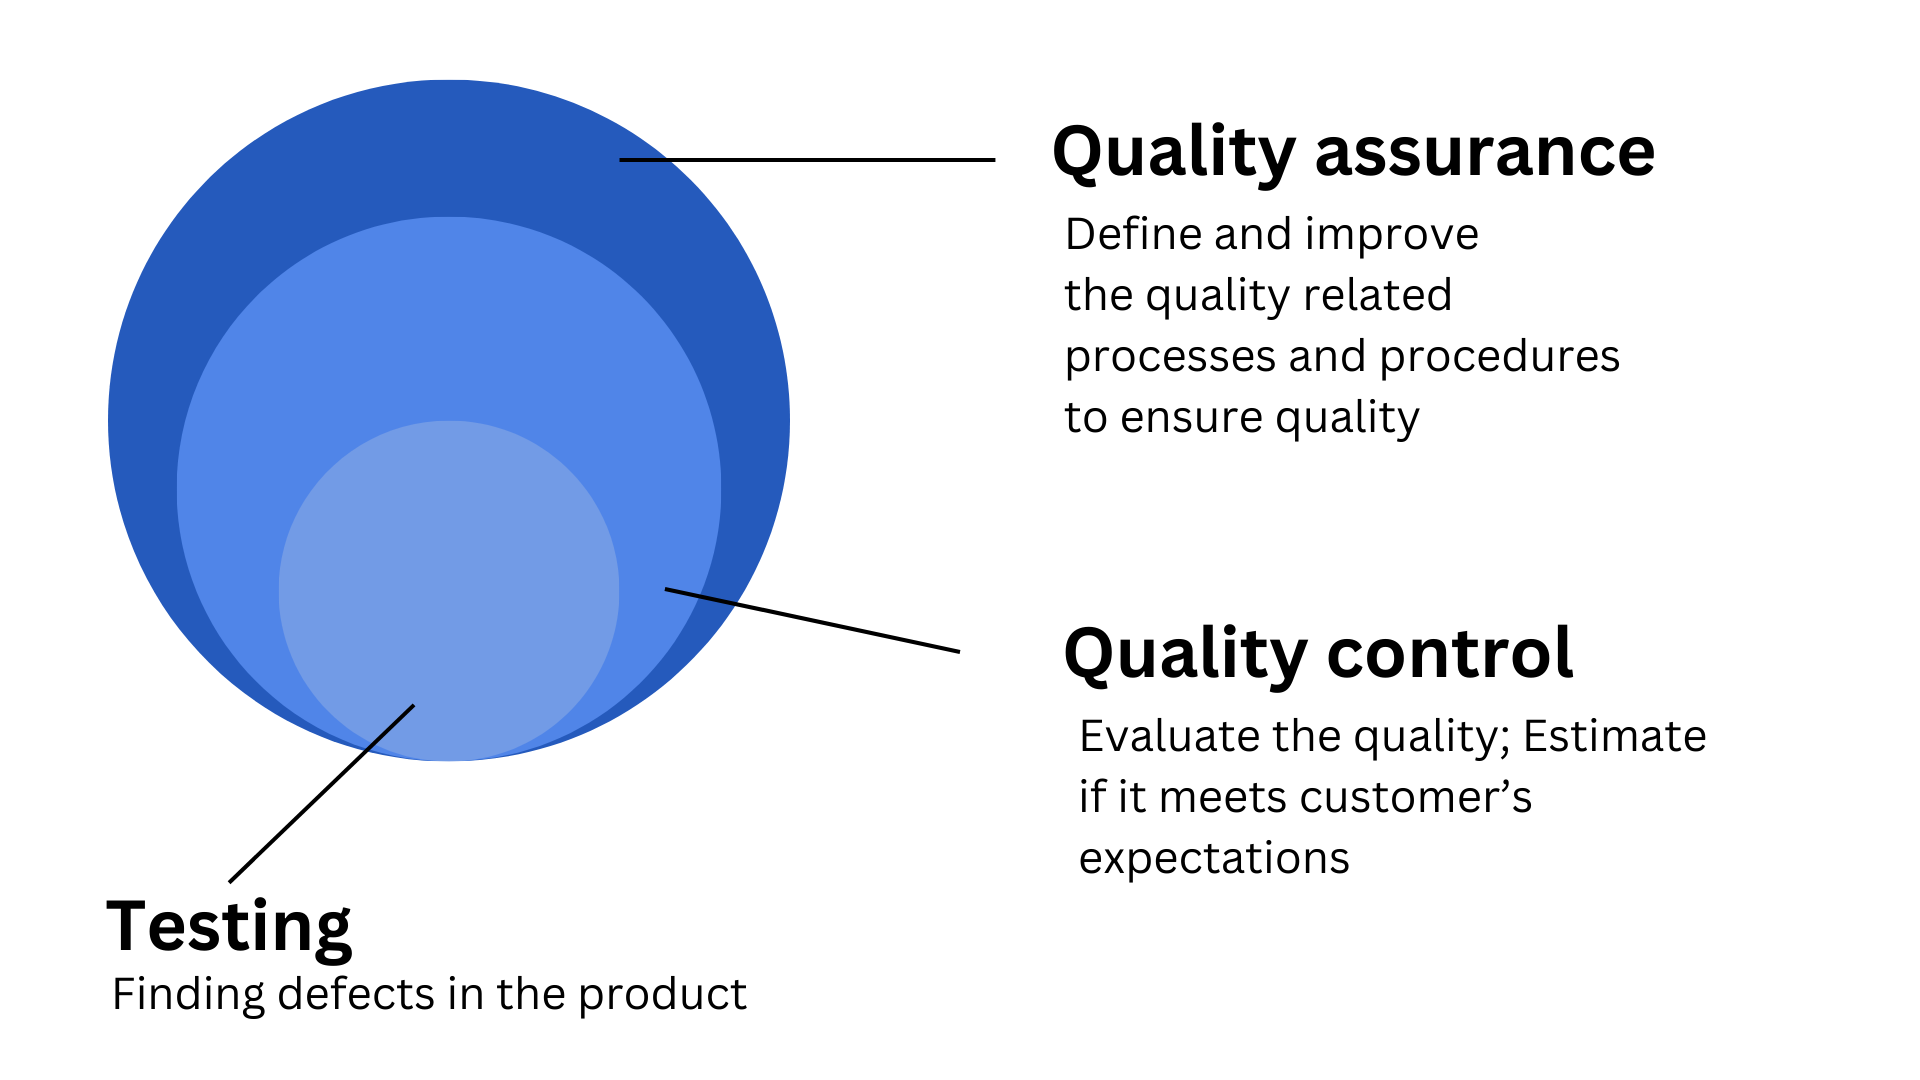 Quality assurance
Define and improve
the quality related
processes and procedures
to ensure quality
Quality control
Evaluate the quality; Estimate
if it meets customer’s
expectations
Testing
Finding defects in the product